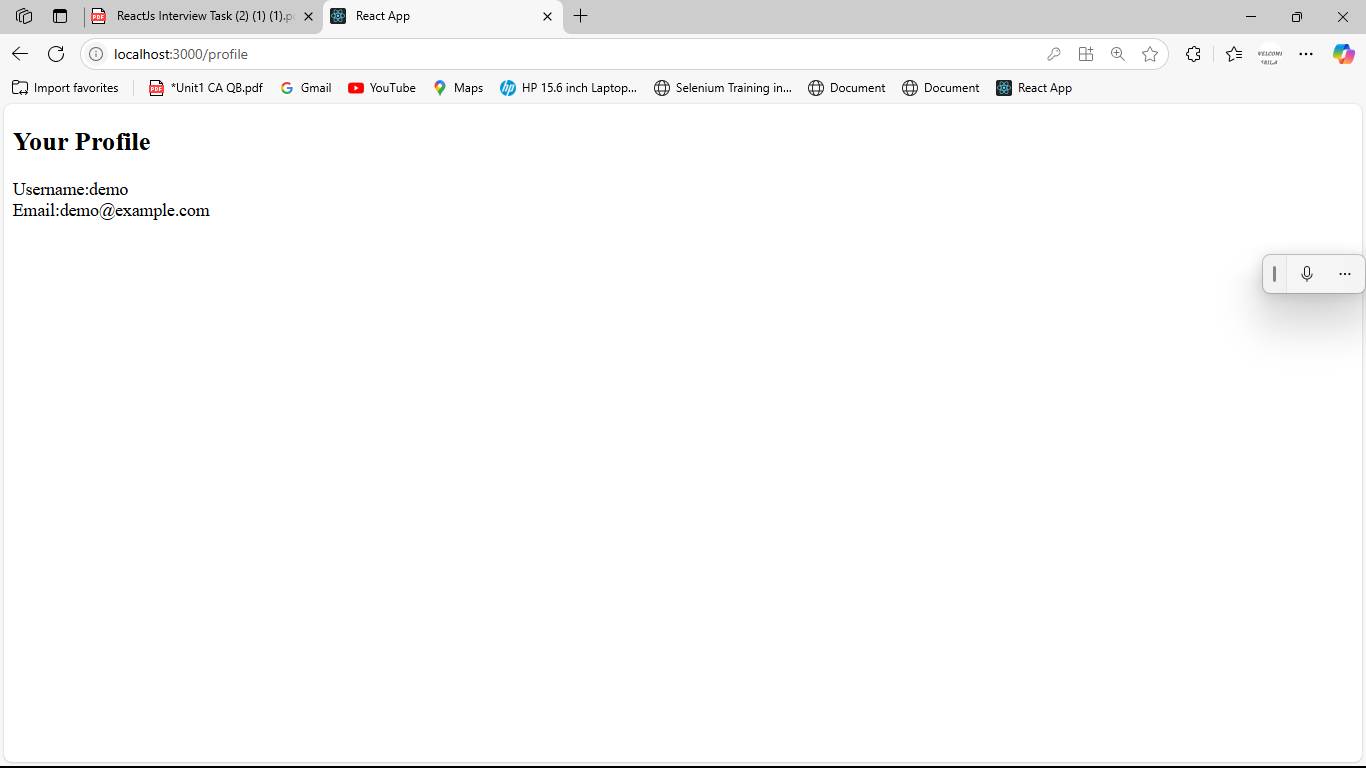 ReactJs Interview Task (2) (1) (1).p
React App
localhost:3000/profile
Import favorites
*Unit1 CA QB.pdf
Gmail
YouTube
Maps
HP 15.6 inch Laptop...
Selenium Training in...
Document
Document
React App
Your Profile
Username:demo
Email:demo@example.com